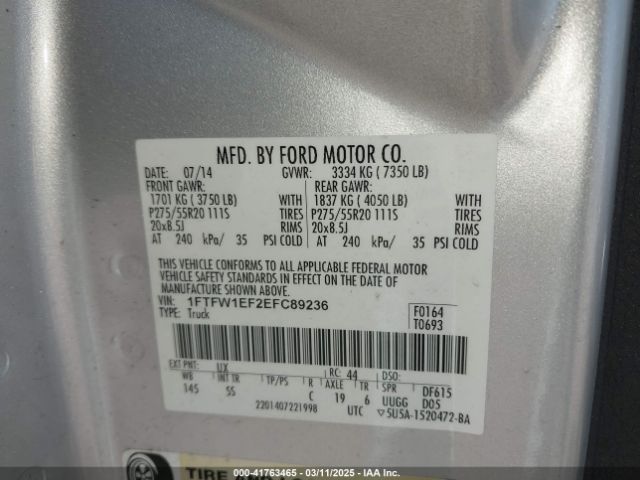 MFD. BY FORD MOTOR CO.
DATE: 07/14 GVWR: 3334 KG ( 7350 LB)
FRONT GAWR: REAR GAWR:
1701 KG ( 3750 LB) WITH 1837 KG ( 4050 LB) WITH
P275/55R20 111S TIRES P275/55R20 111S TIRES
20x8.5J RIMS 20x8.5J RIMS
AT 240 kPa/ 35 PSI COLD AT 240 kPa/ 35 PSI COLD
THIS VEHICLE CONFORMS TO ALL APPLICABLE FEDERAL MOTOR
VEHICLE SAFETY STANDARDS IN EFFECT ON THE DATE OF
MANUFACTURE SHOWN ABOVE.
VIN: 1FTFW1EF2EFC89236 F0164
TYPE: Truck T0693
EXT PNT: UX RC: 44 DSO:
WB INT TR TP/PS R AXLE TR SPR DF615
145 5S C 19 6 UUGG D05
2201407221998 UTC 5U5A-1520472-BA
TIRE
000-41763465 - 03/11/2025 - IAA Inc.